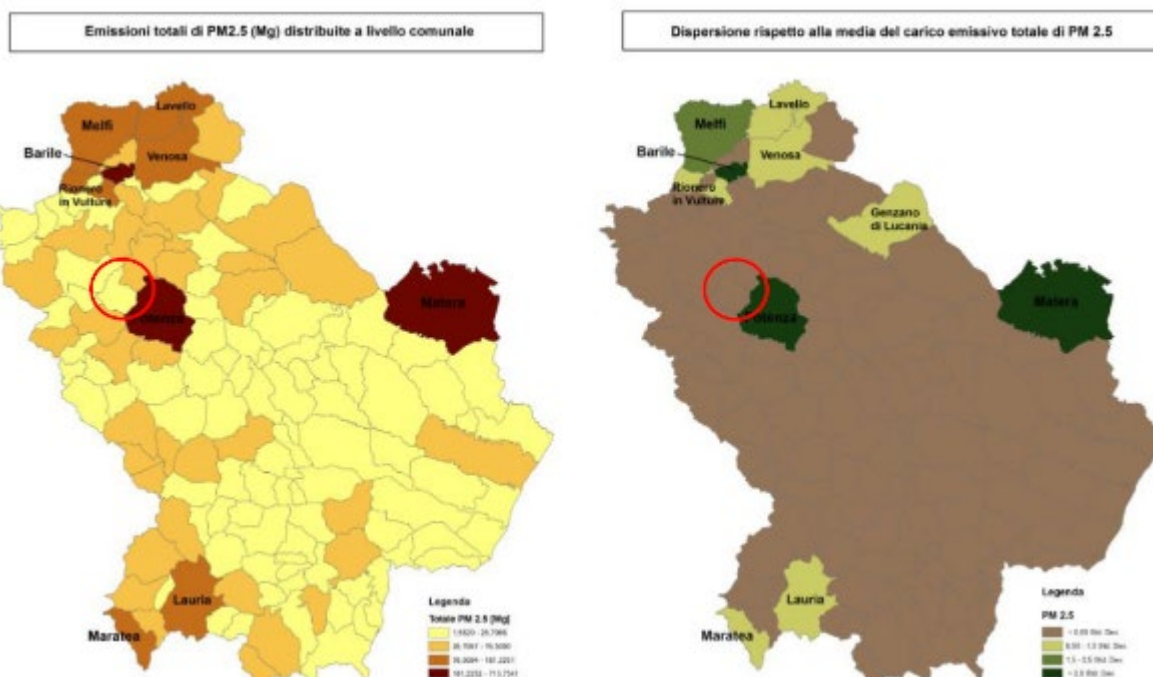 Emissioni totali di PM2.5 (Mg) distribuite a livello comunale
Lavello
Melfi
Barile
Venosa
Rionero
in Vulture
Potenza
Matera
Lauria
Maratea
Legenda
Totale PM 2.5 [Mg]
Dispersione rispetto alla media del carico emissivo totale di PM 2.5
Lavello
Melfi
Barile
Venosa
Rionero
in Vulture
Genzano
di Lucania
Potenza
Matera
Lauria
Maratea
Legenda
PM 2.5